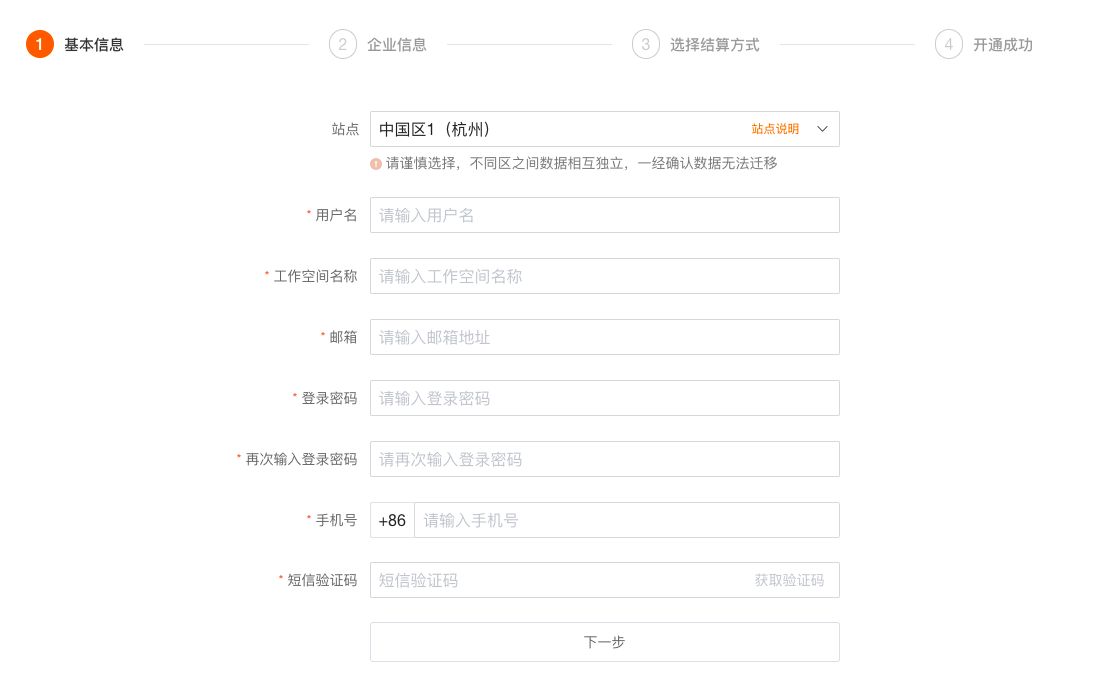 1 基本信息 2 企业信息 3 选择结算方式 4 开通成功
站点 中国区1（杭州） 站点说明
! 请谨慎选择，不同区之间数据相互独立，一经确认数据无法迁移
* 用户名 请输入用户名
* 工作空间名称 请输入工作空间名称
* 邮箱 请输入邮箱地址
* 登录密码 请输入登录密码
* 再次输入登录密码 请再次输入登录密码
* 手机号 +86 请输入手机号
* 短信验证码 短信验证码 获取验证码
下一步